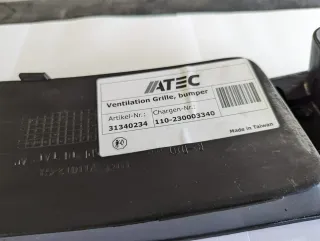 ATEC
Ventilation Grille, bumper
Artikel-Nr.: Chargen-Nr.:
31340234 110-230003340
Made in Taiwan